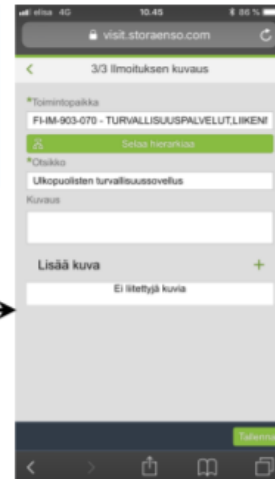 elisa 4G 10.45 86 %
visit.storaenso.com
3/3 Ilmoituksen kuvaus
*Toimintopaikka
FI-IM-903-070 - TURVALLISUUSPALVELUT,LIIKEN
Selaa hierarkiaa
*Otsikko
Ulkopuolisten turvallisuussovellus
Kuvaus
Lisää kuva +
Ei liitettyjä kuvia
Tallenna